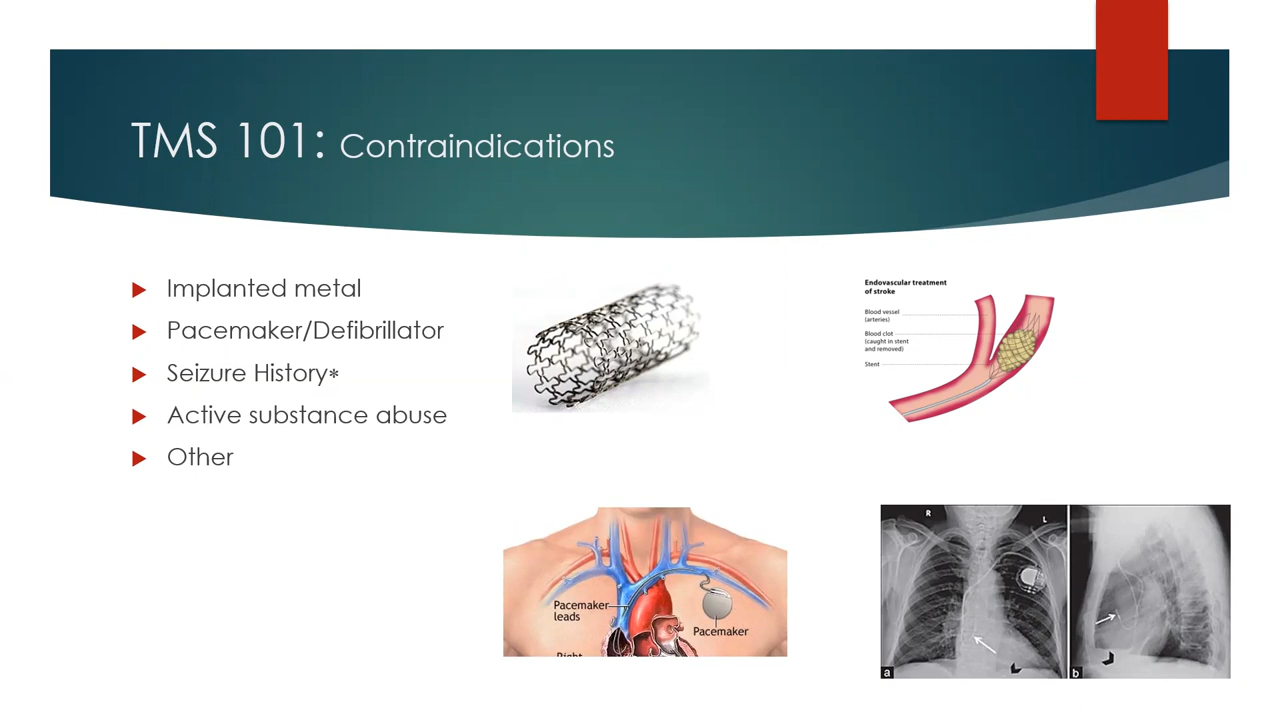 TMS 101: Contraindications
Implanted metal
Pacemaker/Defibrillator
Seizure History*
Active substance abuse
Other
Endovascular treatment
of stroke
Blood vessel
(arteries)
Blood clot
(caught in stent
and removed)
Stent
Pacemaker
leads
Pacemaker
Right
R
L
a
b